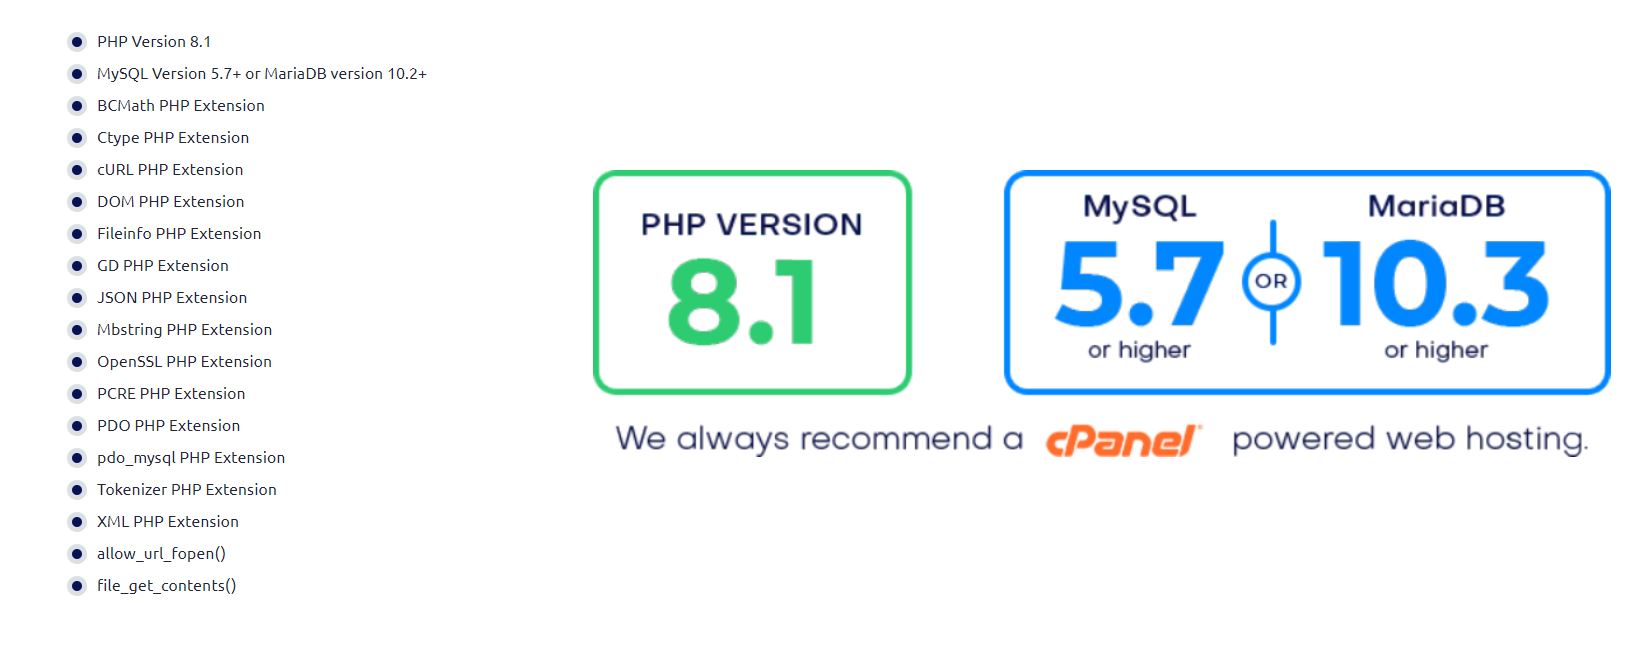 PHP Version 8.1
MySQL Version 5.7+ or MariaDB version 10.2+
BCMath PHP Extension
Ctype PHP Extension
cURL PHP Extension
DOM PHP Extension
Fileinfo PHP Extension
GD PHP Extension
JSON PHP Extension
Mbstring PHP Extension
OpenSSL PHP Extension
PCRE PHP Extension
PDO PHP Extension
pdo_mysql PHP Extension
Tokenizer PHP Extension
XML PHP Extension
allow_url_fopen()
file_get_contents()
PHP VERSION
8.1
MySQL
5.7
or higher
OR
MariaDB
10.3
or higher
We always recommend a cPanel powered web hosting.